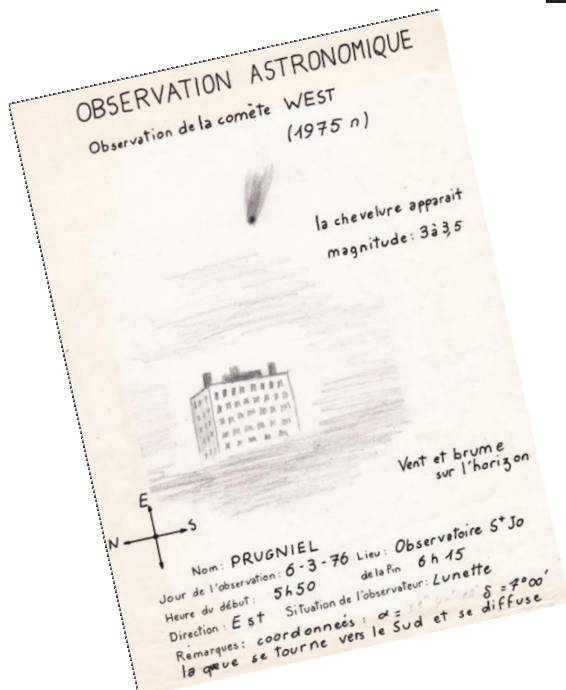 OBSERVATION ASTRONOMIQUE
Observation de la comète WEST
(1975 n)
la chevelure apparait
magnitude: 3 à 3,5
Vent et brume
sur l'horizon
E
N S
Nom: PRUGNIEL
Jour de l'observation: 6-3-76 Lieu: Observatoire St Jo
Heure du début: 5h50 de la fin 6h15
Direction: Est Situation de l'observateur: Lunette
Remarques: coordonneés: α = δ = 7°00'
la queue se tourne vers le Sud et se diffuse